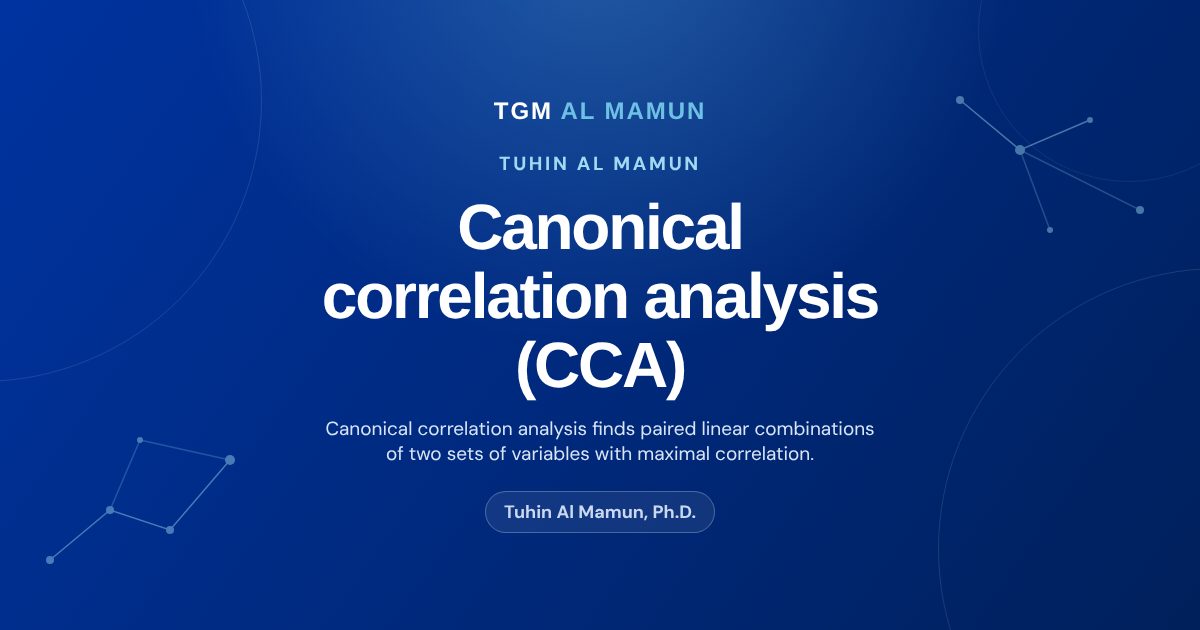 TGM AL MAMUN
TUHIN AL MAMUN
Canonical
correlation analysis
(CCA)
Canonical correlation analysis finds paired linear combinations
of two sets of variables with maximal correlation.
Tuhin Al Mamun, Ph.D.